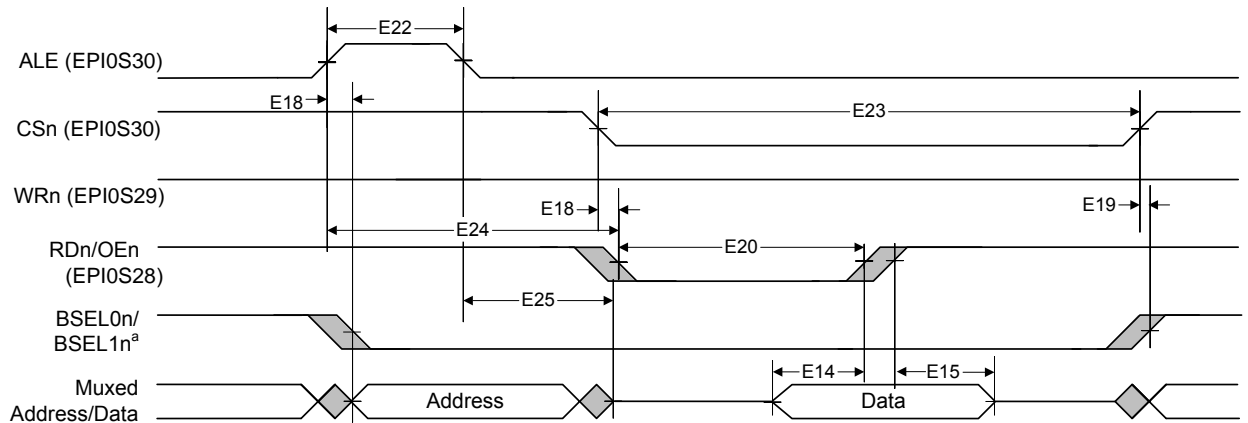 E22
ALE (EPI0S30)
E18
E23
CSn (EPI0S30)
WRn (EPI0S29)
E18
E19
E24
RDn/OEn
(EPI0S28)
E20
E25
BSEL0n/
BSEL1nᵃ
E14
E15
Muxed
Address/Data
Address
Data